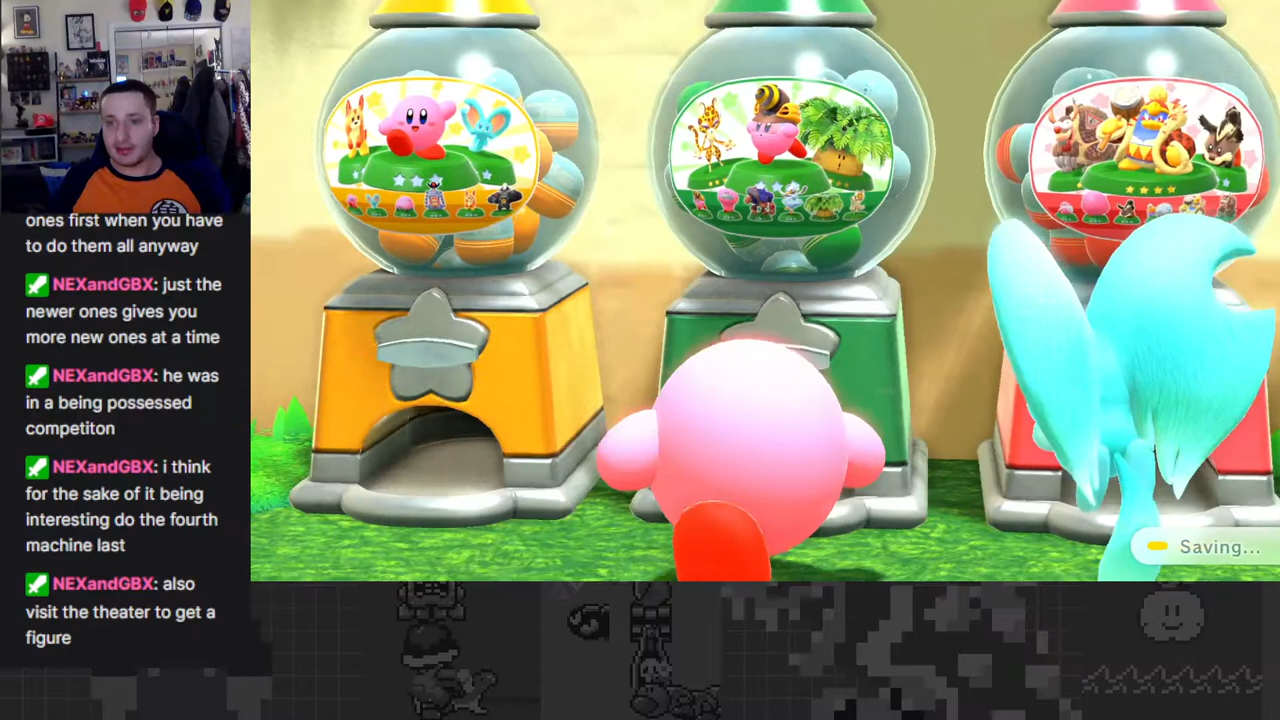 ones first when you have
to do them all anyway
NEXandGBX: just the
newer ones gives you
more new ones at a time
NEXandGBX: he was
in a being possessed
competiton
NEXandGBX: i think
for the sake of it being
interesting do the fourth
machine last
NEXandGBX: also
visit the theater to get a
figure
Saving...